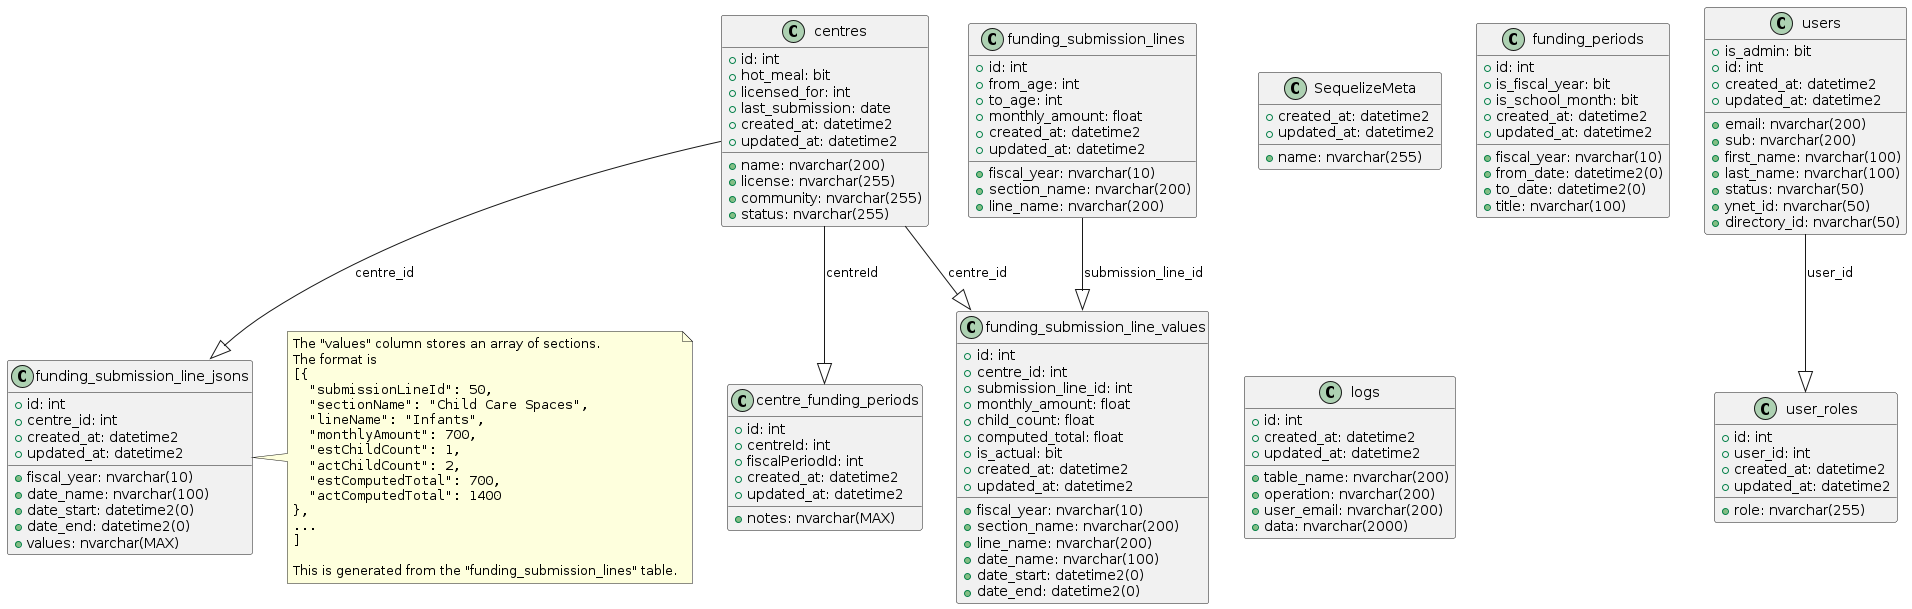 C centres
id: int
hot_meal: bit
licensed_for: int
last_submission: date
created_at: datetime2
updated_at: datetime2
name: nvarchar(200)
license: nvarchar(255)
community: nvarchar(255)
status: nvarchar(255)
C funding_submission_lines
id: int
from_age: int
to_age: int
monthly_amount: float
created_at: datetime2
updated_at: datetime2
fiscal_year: nvarchar(10)
section_name: nvarchar(200)
line_name: nvarchar(200)
C SequelizeMeta
created_at: datetime2
updated_at: datetime2
name: nvarchar(255)
C funding_periods
id: int
is_fiscal_year: bit
is_school_month: bit
created_at: datetime2
updated_at: datetime2
fiscal_year: nvarchar(10)
from_date: datetime2(0)
to_date: datetime2(0)
title: nvarchar(100)
C users
is_admin: bit
id: int
created_at: datetime2
updated_at: datetime2
email: nvarchar(200)
sub: nvarchar(200)
first_name: nvarchar(100)
last_name: nvarchar(100)
status: nvarchar(50)
ynet_id: nvarchar(50)
directory_id: nvarchar(50)
centre_id
centreId
centre_id
submission_line_id
user_id
C funding_submission_line_jsons
id: int
centre_id: int
created_at: datetime2
updated_at: datetime2
fiscal_year: nvarchar(10)
date_name: nvarchar(100)
date_start: datetime2(0)
date_end: datetime2(0)
values: nvarchar(MAX)
The "values" column stores an array of sections.
The format is
[{
"submissionLineId": 50,
"sectionName": "Child Care Spaces",
"lineName": "Infants",
"monthlyAmount": 700,
"estChildCount": 1,
"actChildCount": 2,
"estComputedTotal": 700,
"actComputedTotal": 1400
},
...
]
This is generated from the "funding_submission_lines" table.
C centre_funding_periods
id: int
centreId: int
fiscalPeriodId: int
created_at: datetime2
updated_at: datetime2
notes: nvarchar(MAX)
C funding_submission_line_values
id: int
centre_id: int
submission_line_id: int
monthly_amount: float
child_count: float
computed_total: float
is_actual: bit
created_at: datetime2
updated_at: datetime2
fiscal_year: nvarchar(10)
section_name: nvarchar(200)
line_name: nvarchar(200)
date_name: nvarchar(100)
date_start: datetime2(0)
date_end: datetime2(0)
C logs
id: int
created_at: datetime2
updated_at: datetime2
table_name: nvarchar(200)
operation: nvarchar(200)
user_email: nvarchar(200)
data: nvarchar(2000)
C user_roles
id: int
user_id: int
created_at: datetime2
updated_at: datetime2
role: nvarchar(255)